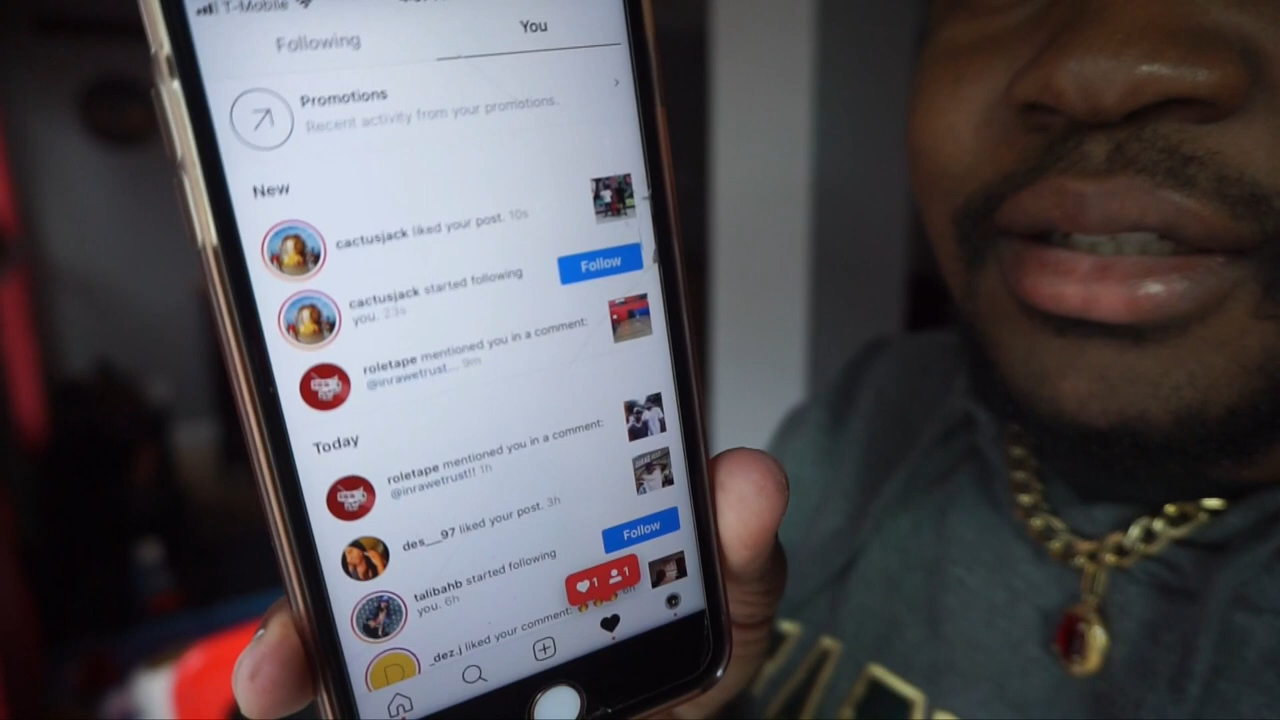 T-Mobile
Following
You
Promotions
Recent activity from your promotions.
New
cactusjack liked your post. 10s
cactusjack started following
you. 23s
Follow
roletape mentioned you in a comment:
@inrawetrust... 9m
Today
roletape mentioned you in a comment:
@inrawetrust!! 1h
des__97 liked your post. 3h
talibahb started following
you. 6h
Follow
1 1
_dez.j liked your comment:
D